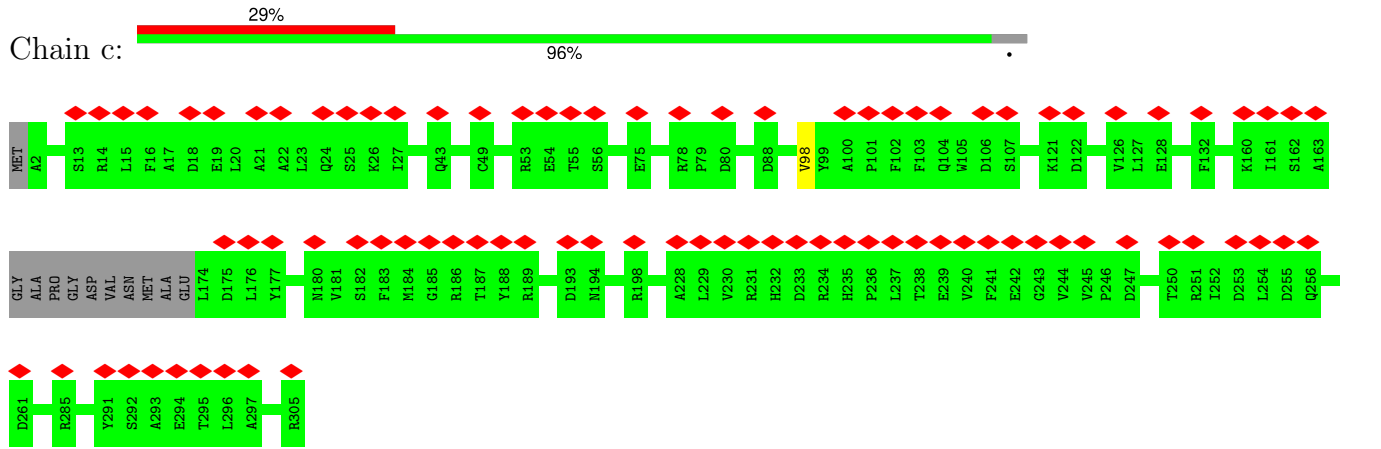 29%
Chain c:
96%
.
MET A2 S13 R14 L15 F16 A17 D18 E19 L20 A21 A22 L23 Q24 S25 K26 I27 Q43 C49 R53 E54 T55 S56 E75 R78 P79 D80 D88 V98 Y99 A100 P101 F102 F103 Q104 W105 D106 S107 K121 D122 V126 L127 E128 F132 K160 I161 S162 A163
GLY ALA PRO GLY ASP VAL ASN MET ALA GLU L174 D175 L176 Y177 N180 V181 S182 F183 M184 G185 R186 T187 Y188 R189 D193 N194 R198 A228 L229 V230 R231 H232 D233 R234 H235 P236 L237 T238 E239 V240 F241 E242 G243 V244 V245 P246 D247 T250 R251 I252 D253 L254 D255 Q256
D261 R285 Y291 S292 A293 E294 T295 L296 A297 R305